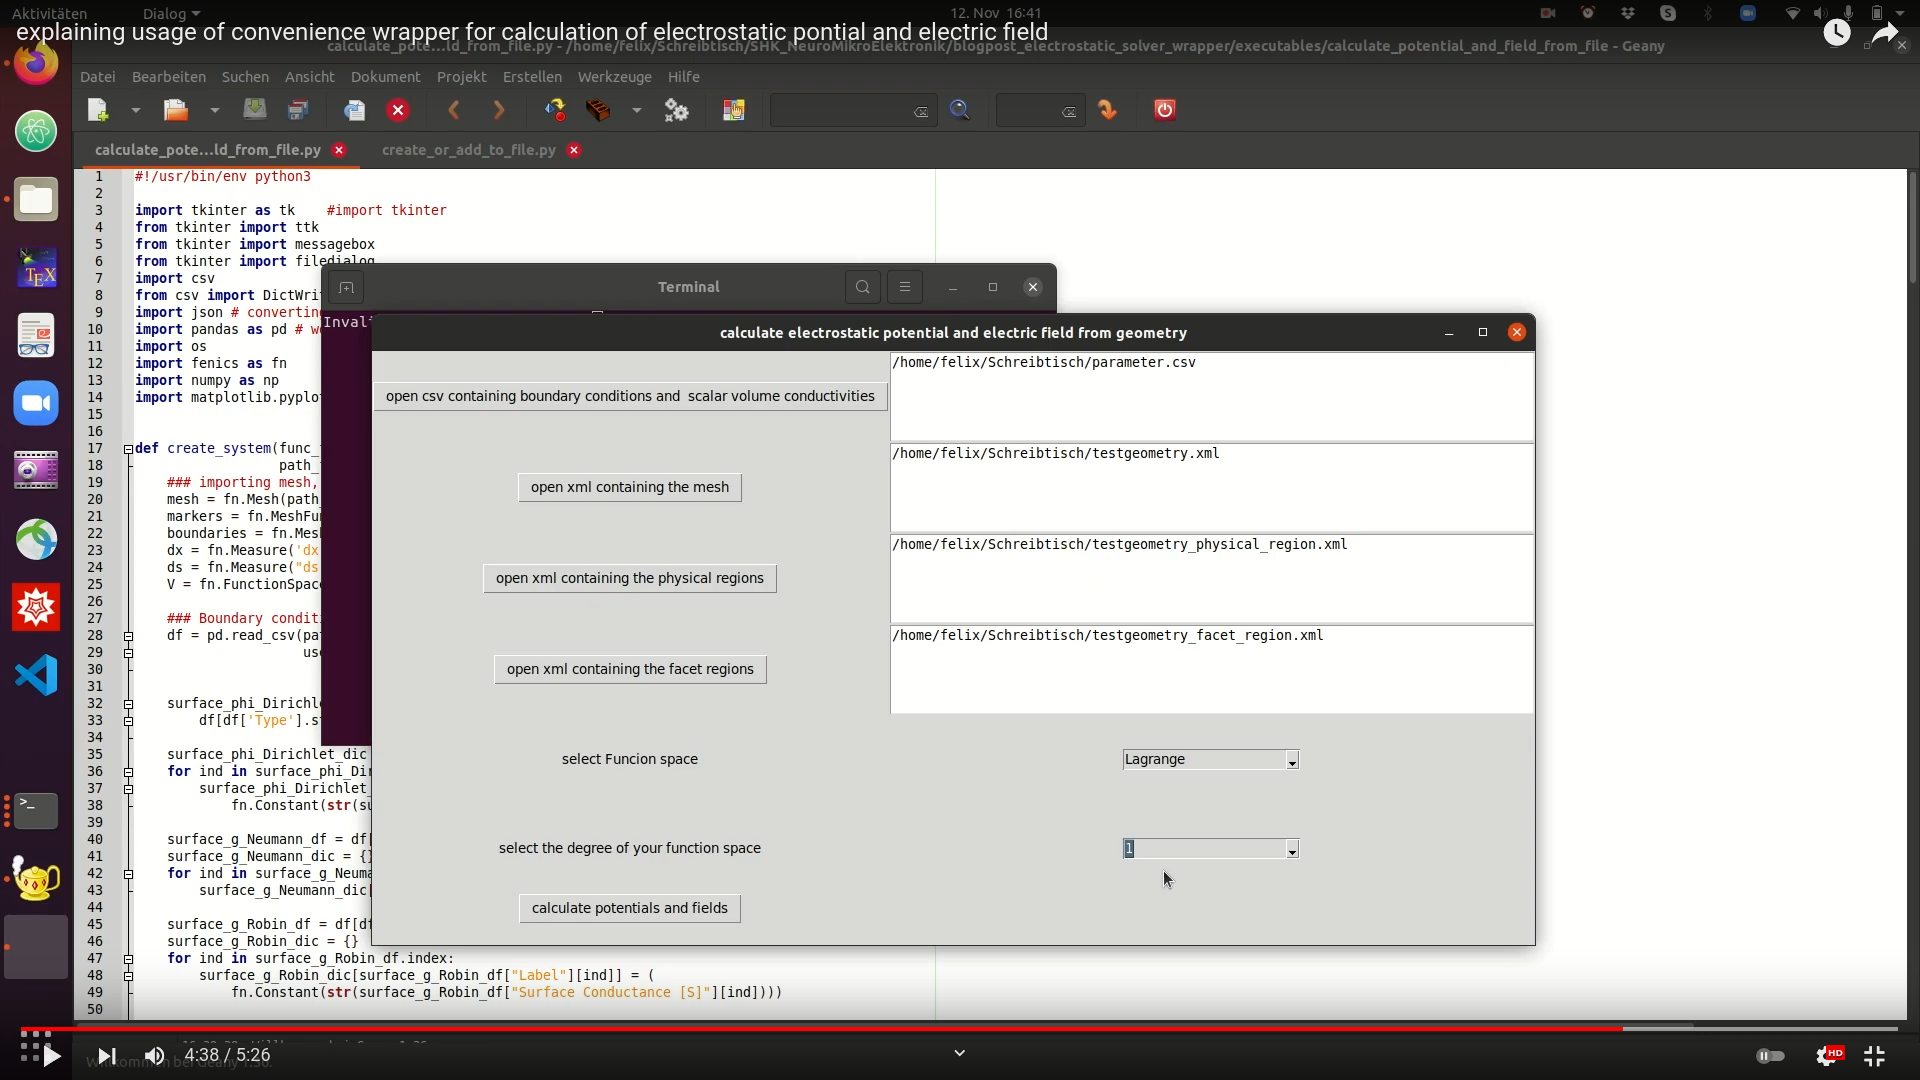 Aktivitäten
Dialog
12. Nov 16:41
explaining usage of convenience wrapper for calculation of electrostatic pontial and electric field
calculate_pote...ld_from_file.py - /home/felix/Schreibtisch/SHK_NeuroMikroElektronik/blogpost_electrostatic_solver_wrapper/executables/calculate_potential_and_field_from_file - Geany
Datei Bearbeiten Suchen Ansicht Dokument Projekt Erstellen Werkzeuge Hilfe
calculate_pote...ld_from_file.py
create_or_add_to_file.py
1 #!/usr/bin/env python3
2
3 import tkinter as tk #import tkinter
4 from tkinter import ttk
5 from tkinter import messagebox
6 from tkinter import filedialog
7 import csv
8 from csv import DictWri
9 import json # convertin
10 import pandas as pd # w
11 import os
12 import fenics as fn
13 import numpy as np
14 import matplotlib.pyplo
15
16
17 def create_system(func_
18 path_
19 ### importing mesh,
20 mesh = fn.Mesh(path_
21 markers = fn.MeshFun
22 boundaries = fn.Mesh
23 dx = fn.Measure('dx
24 ds = fn.Measure("ds
25 V = fn.FunctionSpac
26
27 ### Boundary condit
28 df = pd.read_csv(pa
29 use
30
31
32 surface_phi_Dirichl
33 df[df['Type'].s
34
35 surface_phi_Dirichlet_dic
36 for ind in surface_phi_Dir
37 surface_phi_Dirichlet_
38 fn.Constant(str(su
39
40 surface_g_Neumann_df = df[
41 surface_g_Neumann_dic = {}
42 for ind in surface_g_Neuma
43 surface_g_Neumann_dic[
44
45 surface_g_Robin_df = df[df
46 surface_g_Robin_dic = {}
47 for ind in surface_g_Robin_df.index:
48 surface_g_Robin_dic[surface_g_Robin_df["Label"][ind]] = (
49 fn.Constant(str(surface_g_Robin_df["Surface Conductance [S]"][ind])))
50
Terminal
Invali
calculate electrostatic potential and electric field from geometry
open csv containing boundary conditions and scalar volume conductivities
/home/felix/Schreibtisch/parameter.csv
open xml containing the mesh
/home/felix/Schreibtisch/testgeometry.xml
open xml containing the physical regions
/home/felix/Schreibtisch/testgeometry_physical_region.xml
open xml containing the facet regions
/home/felix/Schreibtisch/testgeometry_facet_region.xml
select Funcion space
Lagrange
select the degree of your function space
1
calculate potentials and fields
4:38 / 5:26
HD
TEX